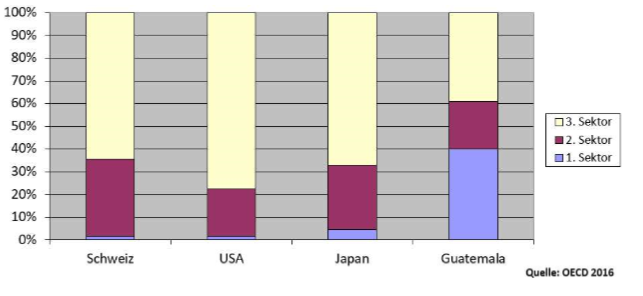 100%
90%
80%
70%
60%
50%
40%
30%
20%
10%
0%
Schweiz USA Japan Guatemala
3. Sektor
2. Sektor
1. Sektor
Quelle: OECD 2016